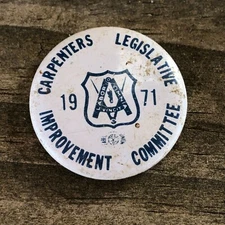 CARPENTERS LEGISLATIVE
19 71
IMPROVEMENT COMMITTEE